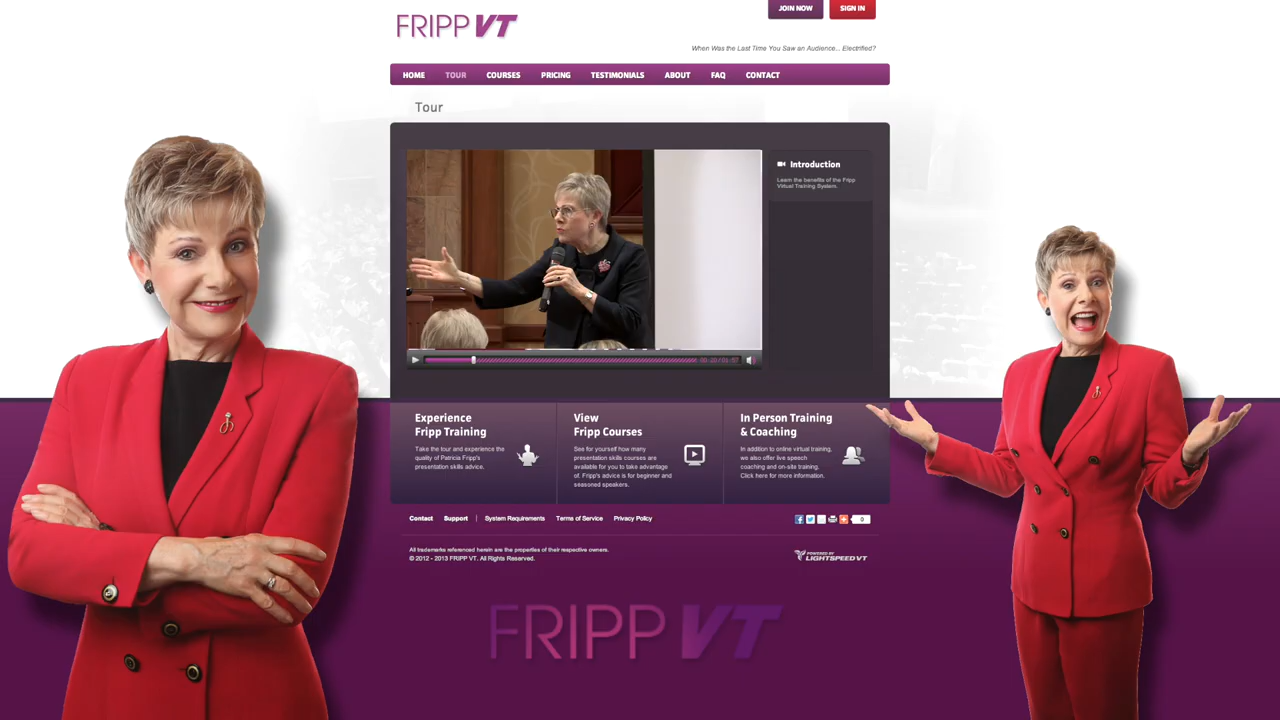 JOIN NOW
SIGN IN
FRIPP VT
When Was the Last Time You Saw an Audience... Electrified?
HOME TOUR COURSES PRICING TESTIMONIALS ABOUT FAQ CONTACT
Tour
Introduction
Learn the benefits of the Fripp
Virtual Training System.
00:20/01:57
Experience
Fripp Training
Take the tour and experience the
quality of Patricia Fripp's
presentation skills advice.
View
Fripp Courses
See for yourself how many
presentation skills courses are
available for you to take advantage
of. Fripp's advice is for beginner and
seasoned speakers.
In Person Training
& Coaching
In addition to online virtual training,
we also offer live speech
coaching and on-site training.
Click here for more information.
Contact Support | System Requirements Terms of Service Privacy Policy
0
All trademarks referenced herein are the properties of their respective owners.
© 2012 - 2013 FRIPP VT. All Rights Reserved.
POWERED BY
LIGHTSPEED VT
FRIPP VT